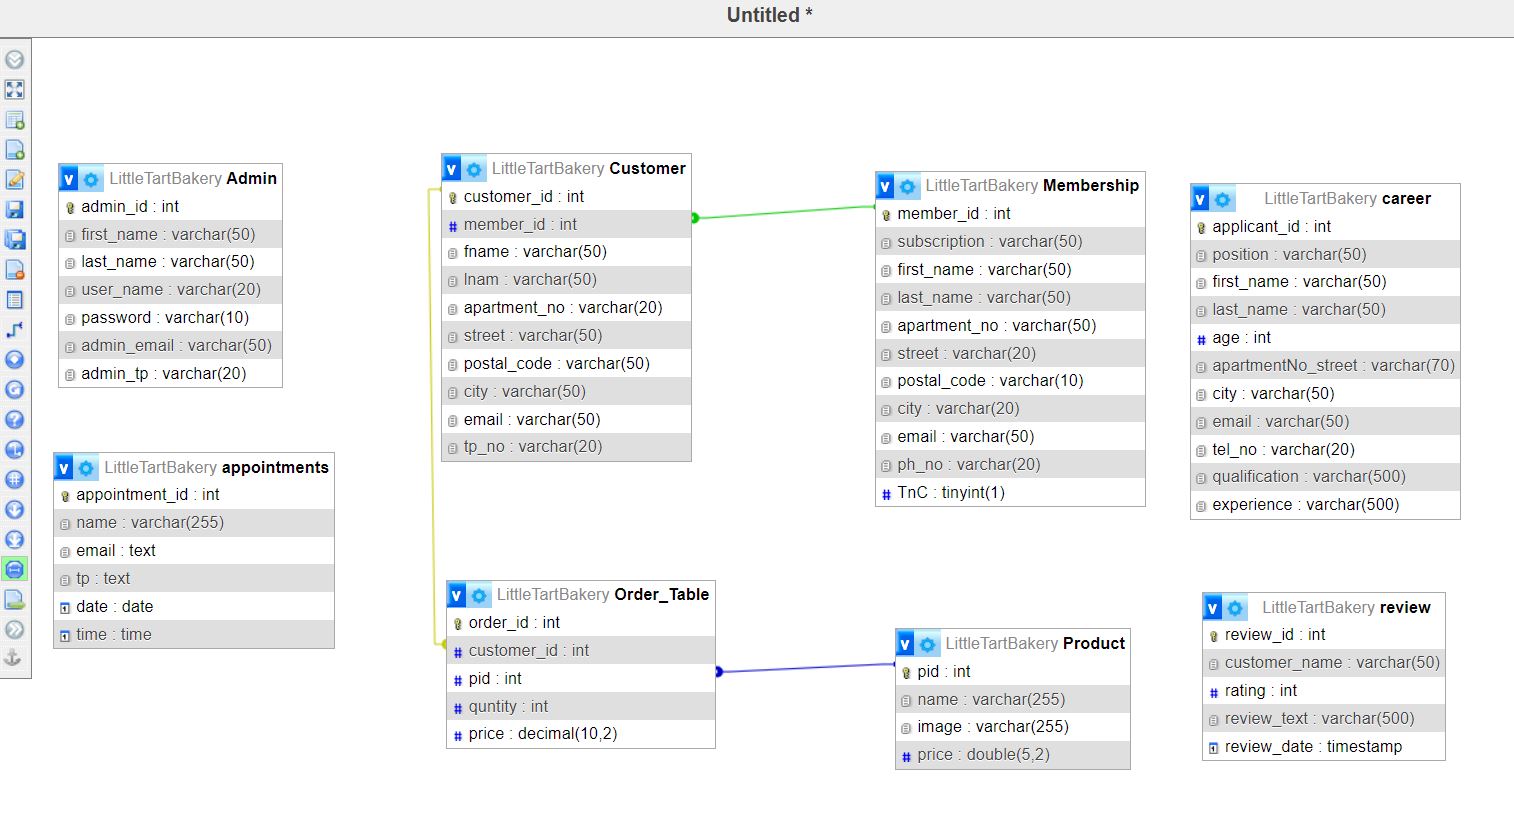 Untitled *
v LittleTartBakery Admin
admin_id : int
first_name : varchar(50)
last_name : varchar(50)
user_name : varchar(20)
password : varchar(10)
admin_email : varchar(50)
admin_tp : varchar(20)
v LittleTartBakery appointments
appointment_id : int
name : varchar(255)
email : text
tp : text
date : date
time : time
v LittleTartBakery Customer
customer_id : int
# member_id : int
fname : varchar(50)
lnam : varchar(50)
apartment_no : varchar(20)
street : varchar(50)
postal_code : varchar(50)
city : varchar(50)
email : varchar(50)
tp_no : varchar(20)
v LittleTartBakery Order_Table
order_id : int
# customer_id : int
# pid : int
# quntity : int
# price : decimal(10,2)
v LittleTartBakery Membership
member_id : int
subscription : varchar(50)
first_name : varchar(50)
last_name : varchar(50)
apartment_no : varchar(50)
street : varchar(20)
postal_code : varchar(10)
city : varchar(20)
email : varchar(50)
ph_no : varchar(20)
# TnC : tinyint(1)
v LittleTartBakery Product
pid : int
name : varchar(255)
image : varchar(255)
# price : double(5,2)
v LittleTartBakery career
applicant_id : int
position : varchar(50)
first_name : varchar(50)
last_name : varchar(50)
# age : int
apartmentNo_street : varchar(70)
city : varchar(50)
email : varchar(50)
tel_no : varchar(20)
qualification : varchar(500)
experience : varchar(500)
v LittleTartBakery review
review_id : int
customer_name : varchar(50)
# rating : int
review_text : varchar(500)
review_date : timestamp